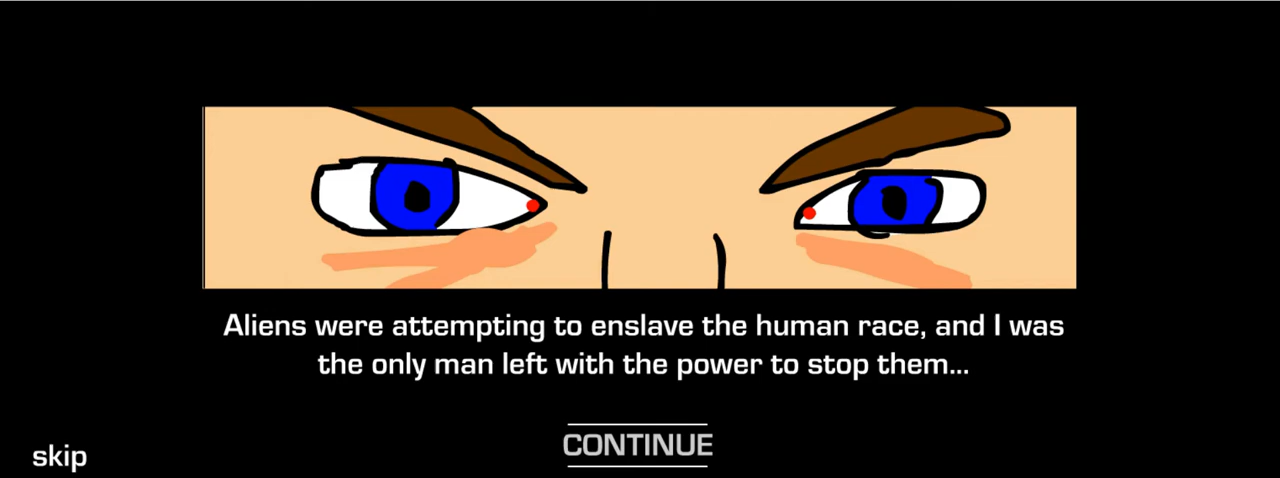 Aliens were attempting to enslave the human race, and I was
the only man left with the power to stop them...
CONTINUE
skip